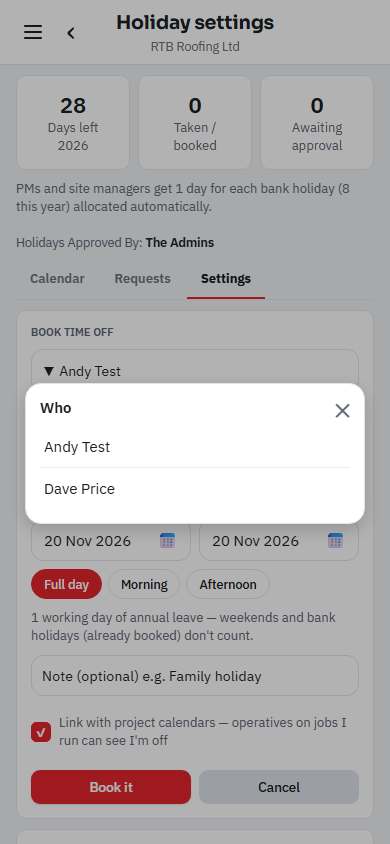 Holiday settings
RTB Roofing Ltd
28
Days left
2026
0
Taken /
booked
0
Awaiting
approval
PMs and site managers get 1 day for each bank holiday (8
this year) allocated automatically.
Holidays Approved By: The Admins
Calendar
Requests
Settings
BOOK TIME OFF
▼ Andy Test
Who
Andy Test
Dave Price
20 Nov 2026
20 Nov 2026
Full day
Morning
Afternoon
1 working day of annual leave — weekends and bank
holidays (already booked) don't count.
Note (optional) e.g. Family holiday
Link with project calendars — operatives on jobs I
run can see I'm off
Book it
Cancel